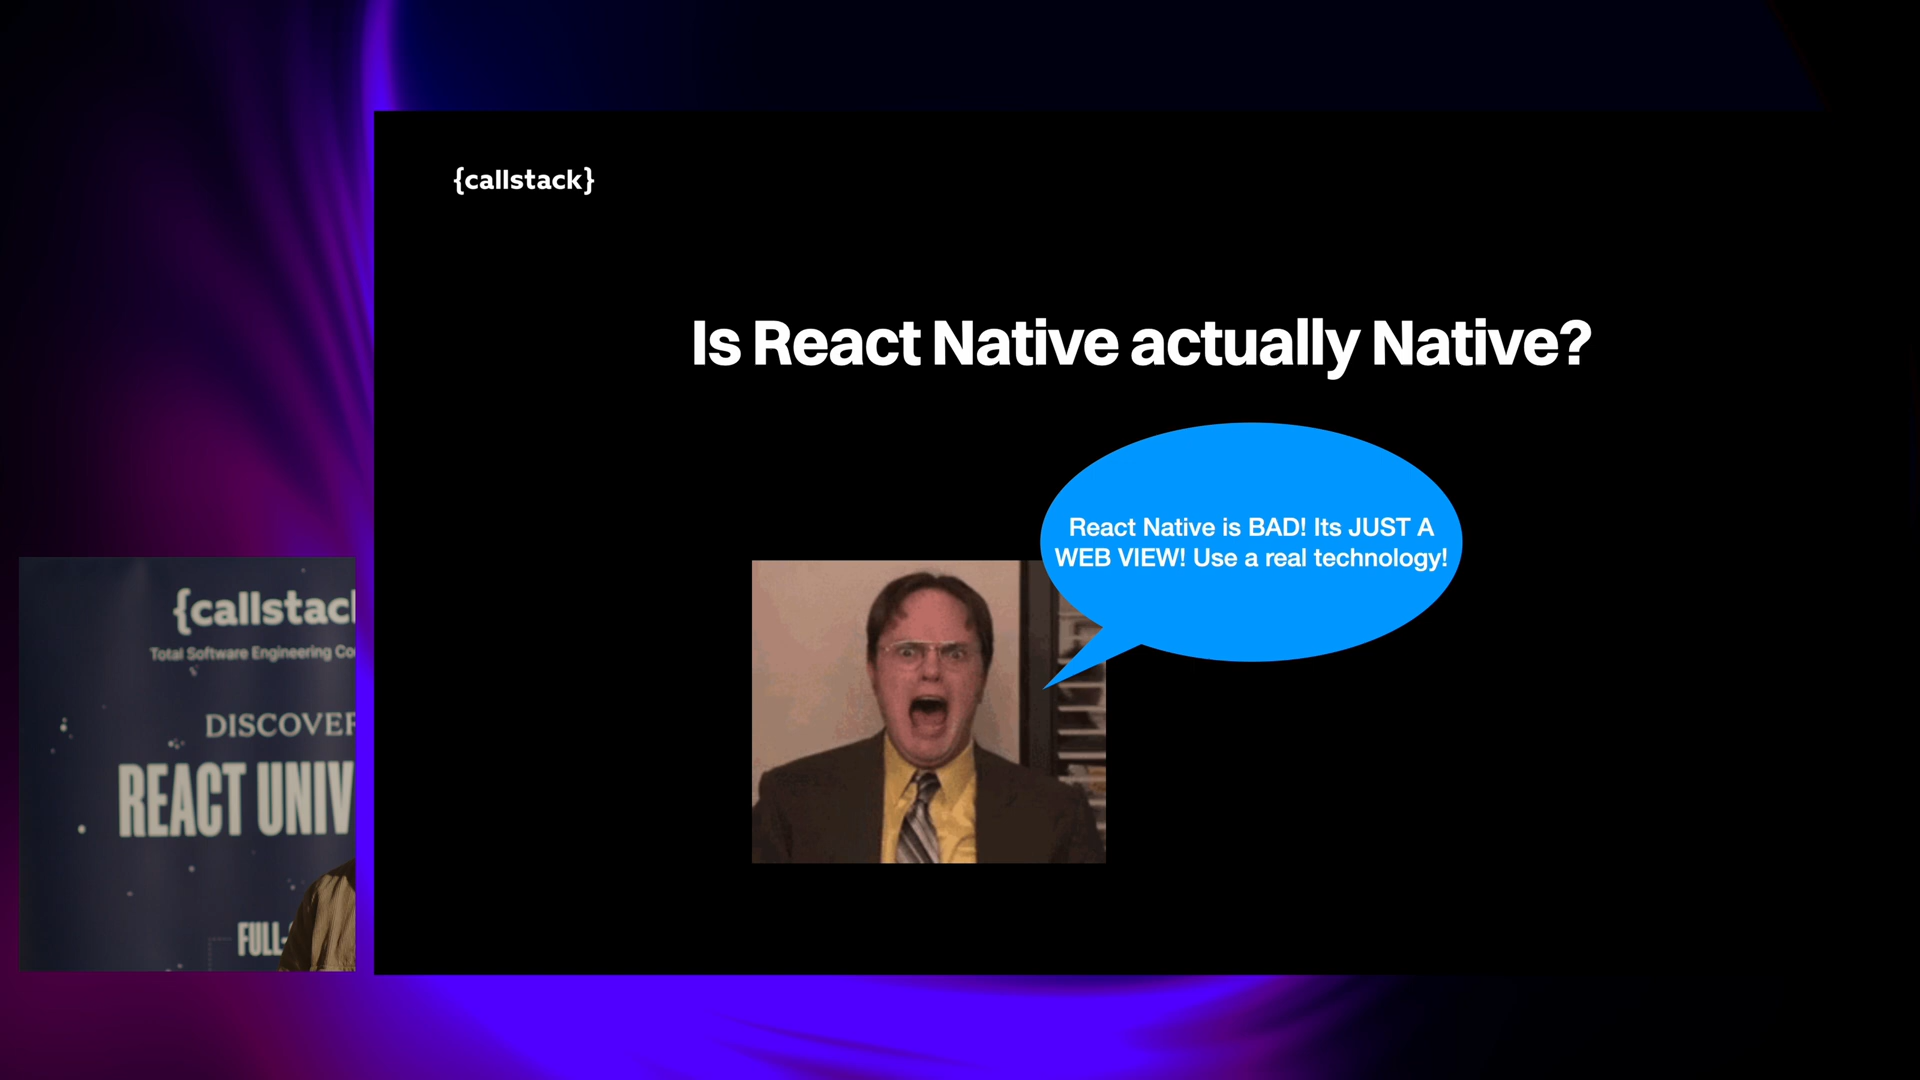 {callstack}
Is React Native actually Native?
React Native is BAD! Its JUST A
WEB VIEW! Use a real technology!
{callstac
Total Software Engineering Co
DISCOVER
REACT UNIV
FULL-